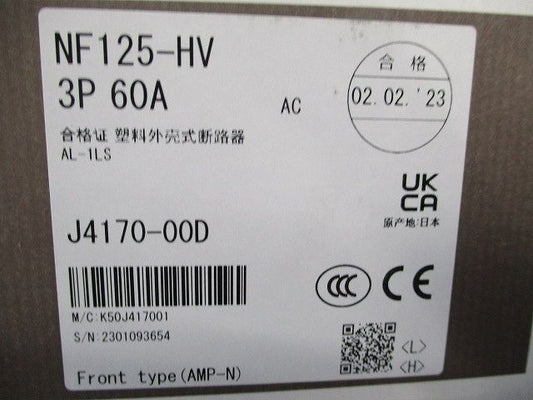 NF125-HV
3P 60A
AC
合格
02.02.'23
合格证 塑料外壳式断路器
AL-1LS
UK
CA
原产地:日本
J4170-00D
CCC CE
M/C:K50J417001
S/N:2301093654
<L>
<H>
Front type(AMP-N)